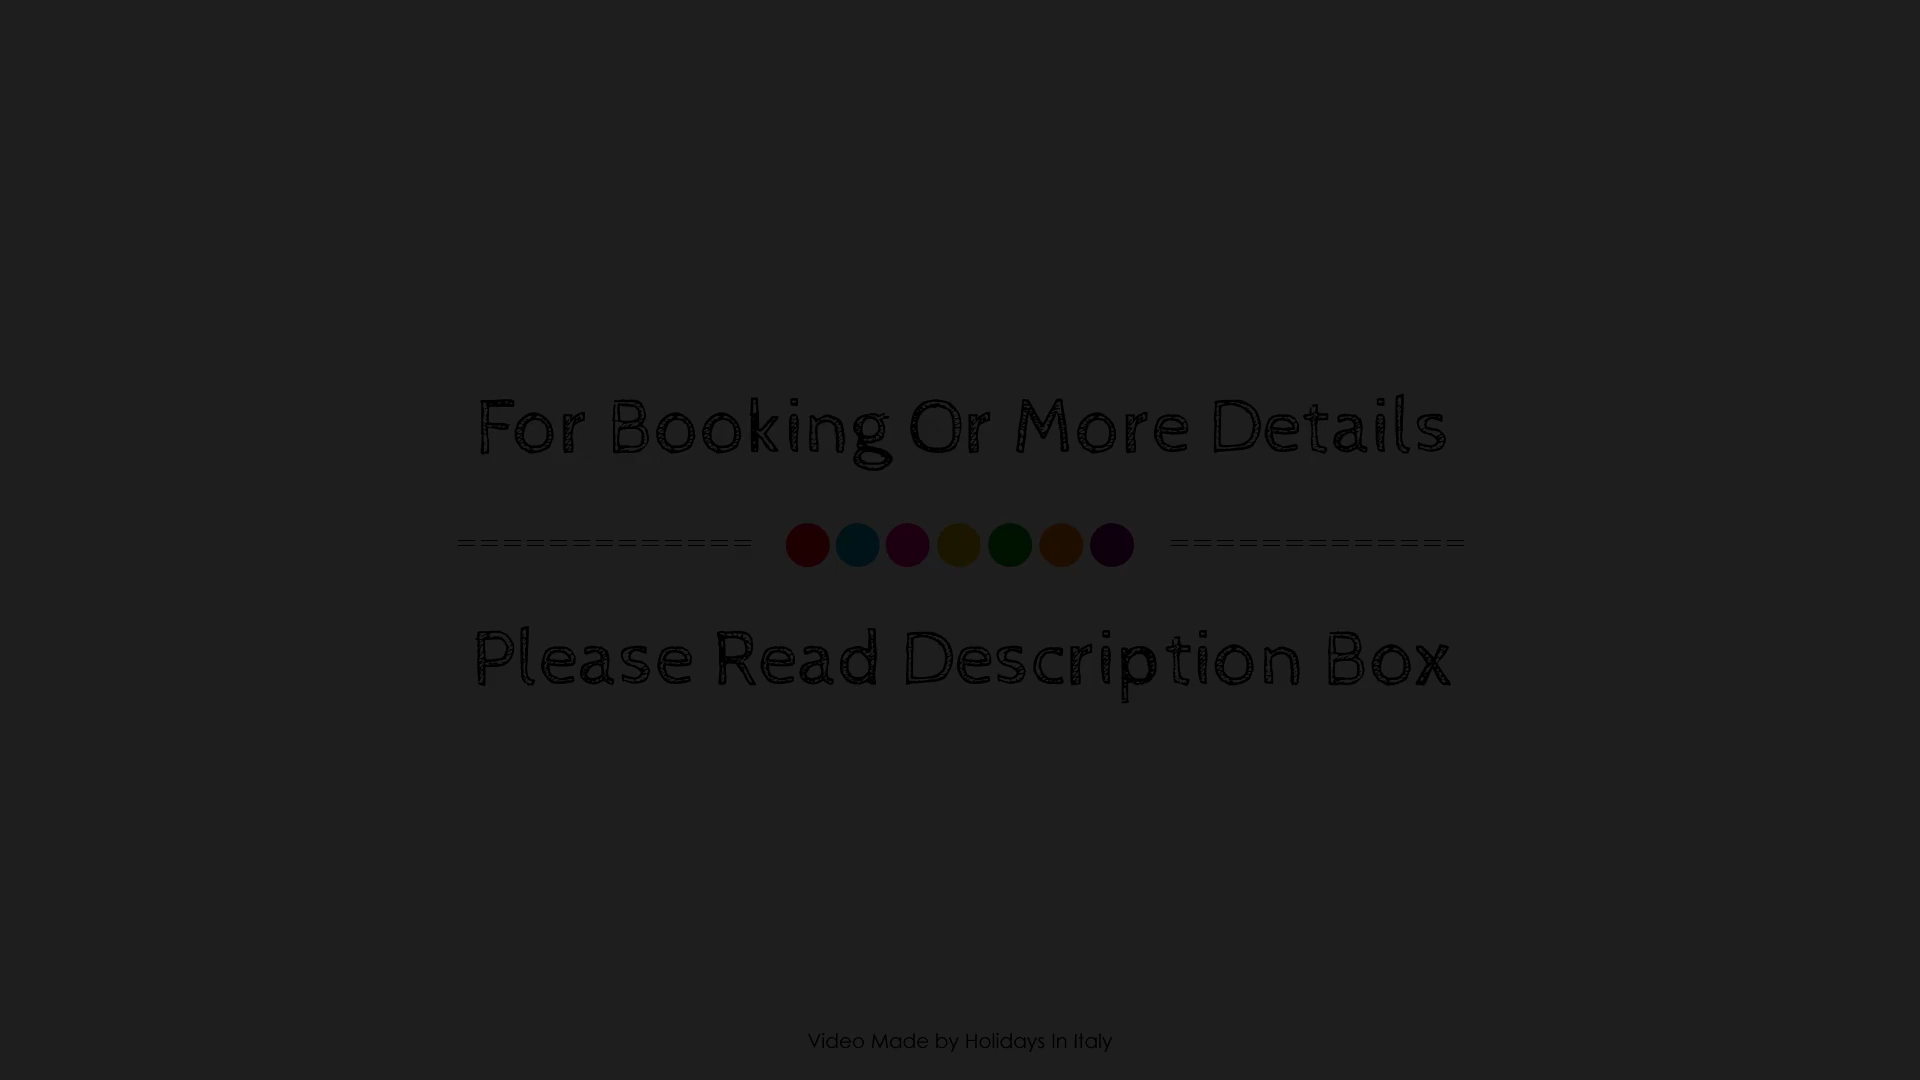 For Booking Or More Details
============= =============
Please Read Description Box
Video Made by Holidays In Italy